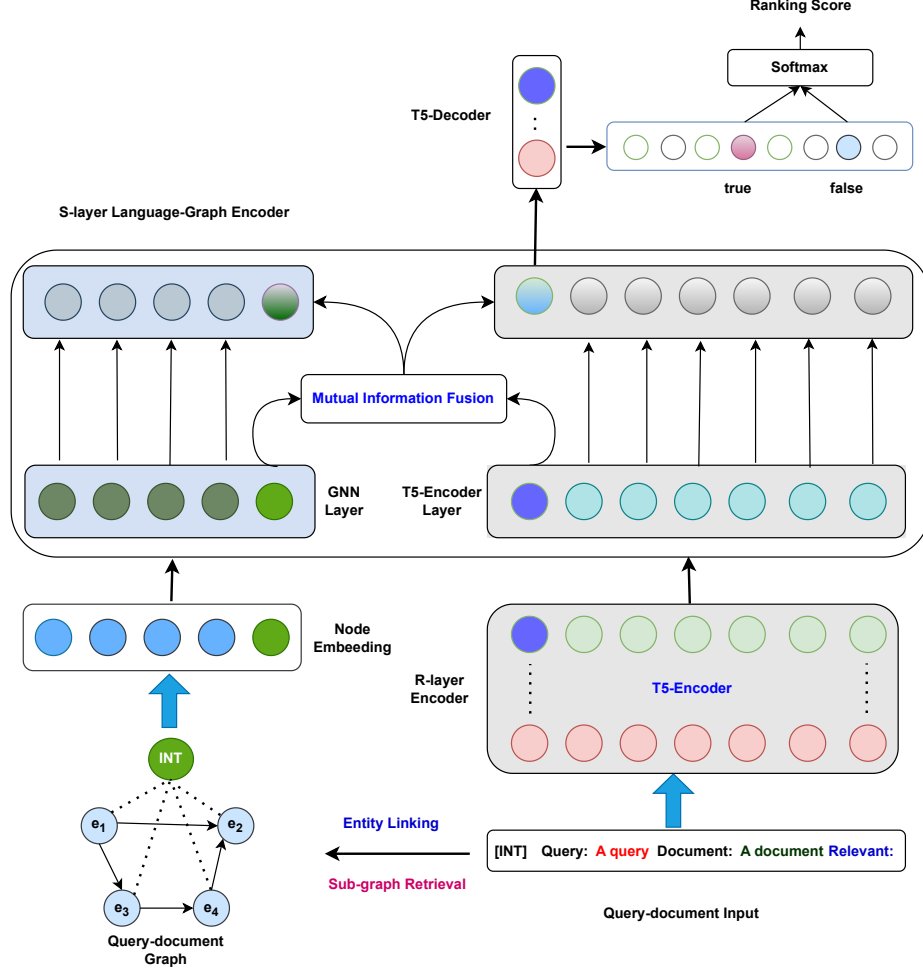 Ranking Score
Softmax
T5-Decoder
true false
S-layer Language-Graph Encoder
Mutual Information Fusion
GNN
Layer
T5-Encoder
Layer
Node
Embeeding
R-layer
Encoder
T5-Encoder
INT
e1
e2
e3
e4
Entity Linking
Sub-graph Retrieval
[INT] Query: A query Document: A document Relevant:
Query-document Input
Query-document
Graph